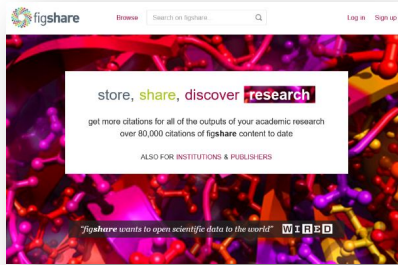 figshare
Browse
Search on figshare
Log in
Sign up
store, share, discover research
get more citations for all of the outputs of your academic research
over 80,000 citations of figshare content to date
ALSO FOR INSTITUTIONS & PUBLISHERS
"figshare wants to open scientific data to the world" WIRED